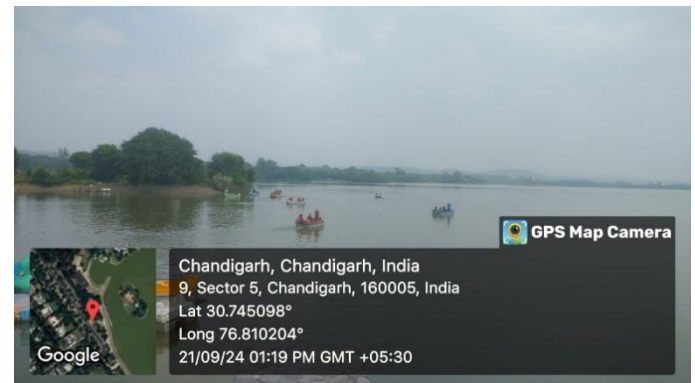 GPS Map Camera
Chandigarh, Chandigarh, India
9, Sector 5, Chandigarh, 160005, India
Lat 30.745098°
Long 76.810204°
21/09/24 01:19 PM GMT +05:30
Google